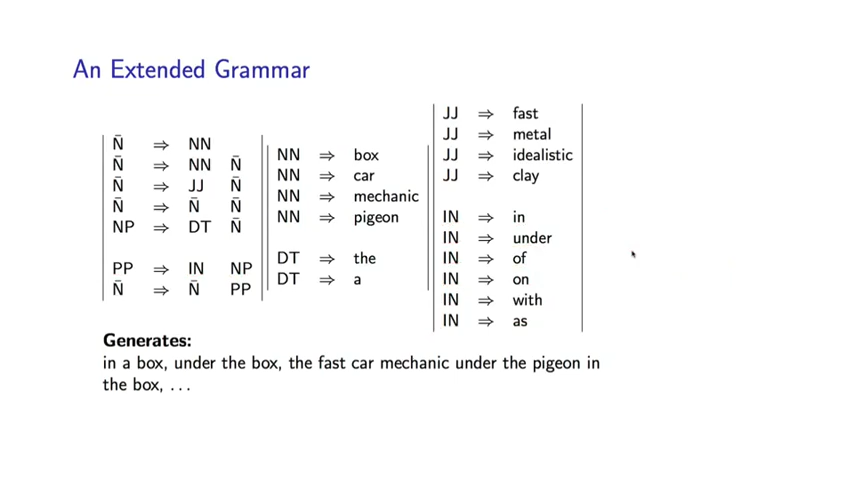 An Extended Grammar
N̄ ⇒ NN
N̄ ⇒ NN N̄
N̄ ⇒ JJ N̄
N̄ ⇒ N̄ N̄
NP ⇒ DT N̄
PP ⇒ IN NP
N̄ ⇒ N̄ PP
NN ⇒ box
NN ⇒ car
NN ⇒ mechanic
NN ⇒ pigeon
DT ⇒ the
DT ⇒ a
JJ ⇒ fast
JJ ⇒ metal
JJ ⇒ idealistic
JJ ⇒ clay
IN ⇒ in
IN ⇒ under
IN ⇒ of
IN ⇒ on
IN ⇒ with
IN ⇒ as
Generates:
in a box, under the box, the fast car mechanic under the pigeon in
the box, . . .